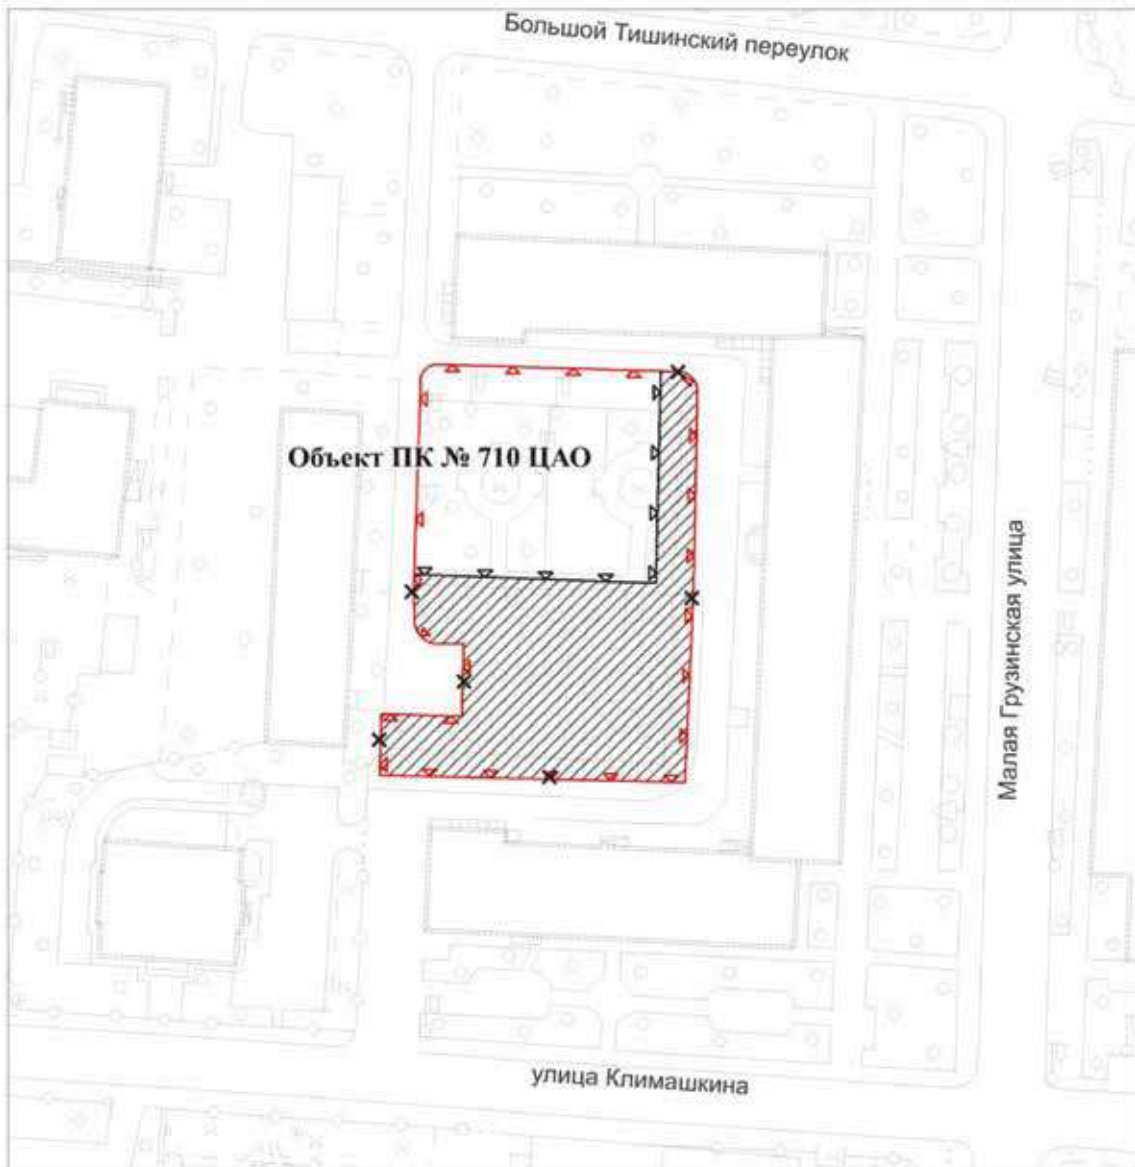 Большой Тишинский переулок
Объект ПК № 710 ЦАО
Малая Грузинская улица
улица Климашкина